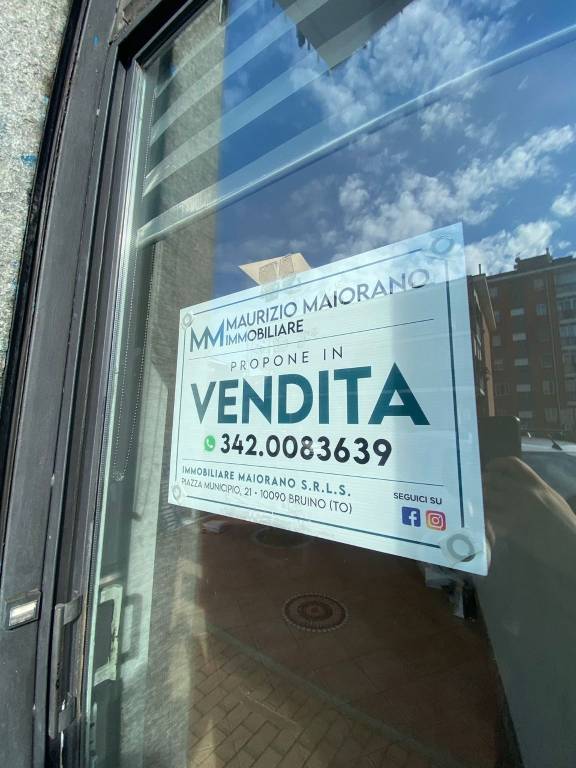 MM MAURIZIO MAIORANO
IMMOBILIARE
PROPONE IN
VENDITA
342.0083639
IMMOBILIARE MAIORANO S.R.L.S.
PIAZZA MUNICIPIO, 21 - 10090 BRUINO (TO)
SEGUICI SU